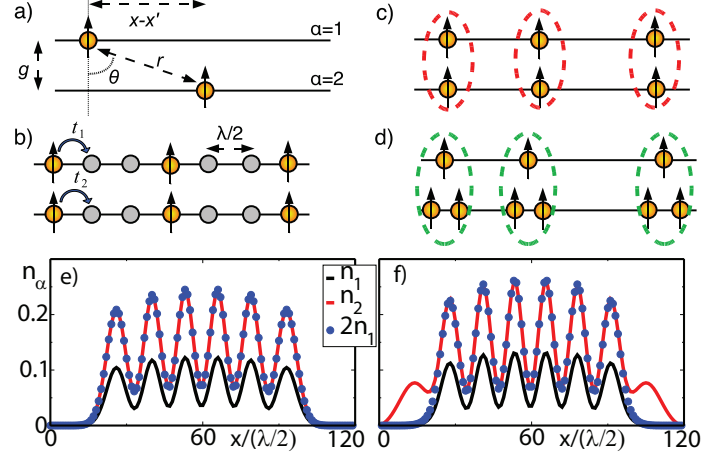 a)
x-x'
α=1
g
θ
r
α=2
b)
t₁
λ/2
t₂
c)
d)
nα
e)
n₁
n₂
2n₁
f)
0.2
0.1
0
0
60
120
x/(λ/2)
0
60
120
x/(λ/2)